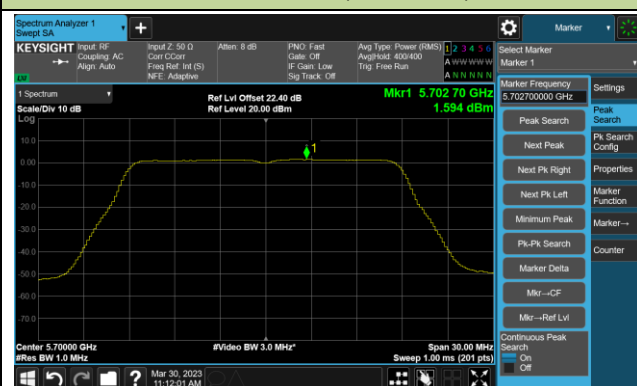 Spectrum Analyzer 1
Swept SA
Marker
KEYSIGHT
Input: RF
Coupling: AC
Align: Auto
Input Z: 50 Ω
Corr CCorr
Freq Ref: Int (S)
NFE: Adaptive
Atten: 8 dB
PNO: Fast
Gate: Off
IF Gain: Low
Sig Track: Off
Avg Type: Power (RMS)
Avg|Hold: 400/400
Trig: Free Run
1 2 3 4 5 6
A W W W W W
A N N N N N
Select Marker
Marker 1
1 Spectrum
Scale/Div 10 dB
Log
Ref Lvl Offset 22.40 dB
Ref Level 20.00 dBm
Mkr1 5.702 70 GHz
1.594 dBm
1
10.0
0.00
-10.0
-20.0
-30.0
-40.0
-50.0
-60.0
-70.0
Center 5.70000 GHz
#Res BW 1.0 MHz
#Video BW 3.0 MHz*
Span 30.00 MHz
Sweep 1.00 ms (201 pts)
Marker Frequency
5.702700000 GHz
Peak Search
Next Peak
Next Pk Right
Next Pk Left
Minimum Peak
Pk-Pk Search
Marker Delta
Mkr→CF
Mkr→Ref Lvl
Continuous Peak
Search
On
Off
Settings
Peak
Search
Pk Search
Config
Properties
Marker
Function
Marker→
Counter
Mar 30, 2023
11:12:01 AM